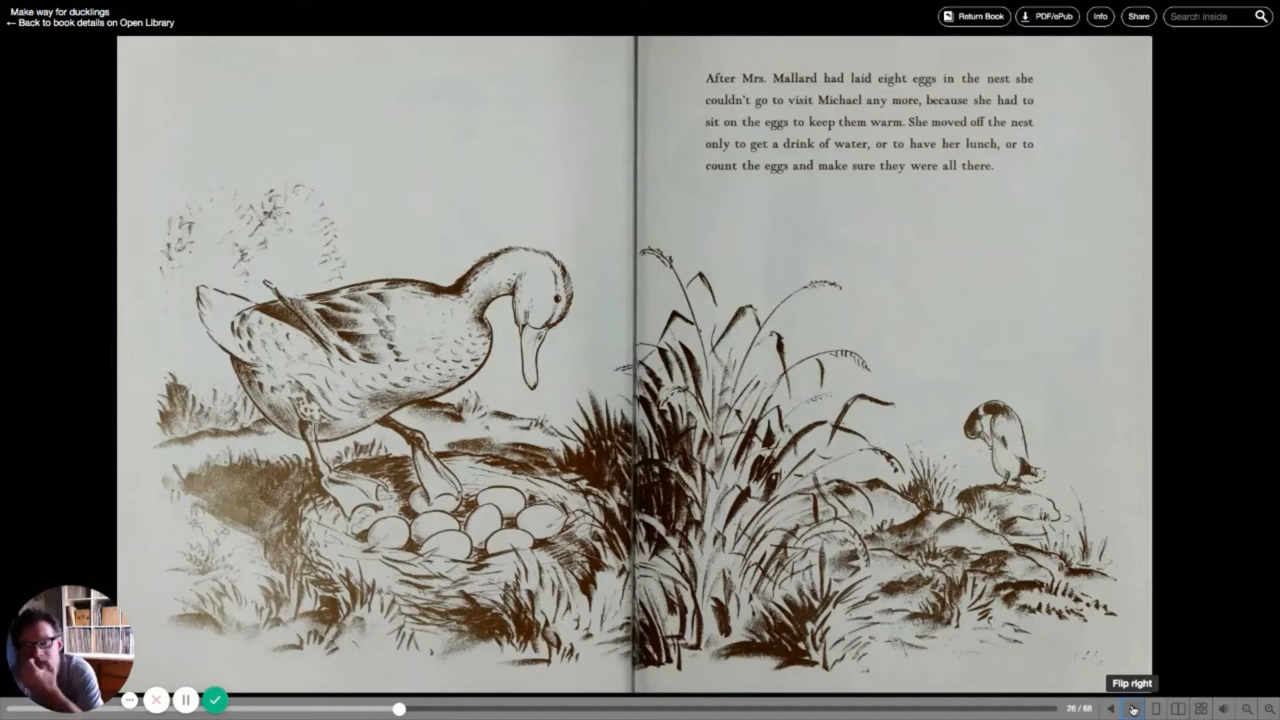 Make way for ducklings
← Back to book details on Open Library
Return Book
PDF/ePub
Info
Share
Search inside
After Mrs. Mallard had laid eight eggs in the nest she
couldn't go to visit Michael any more, because she had to
sit on the eggs to keep them warm. She moved off the nest
only to get a drink of water, or to have her lunch, or to
count the eggs and make sure they were all there.
Flip right
26 / 68